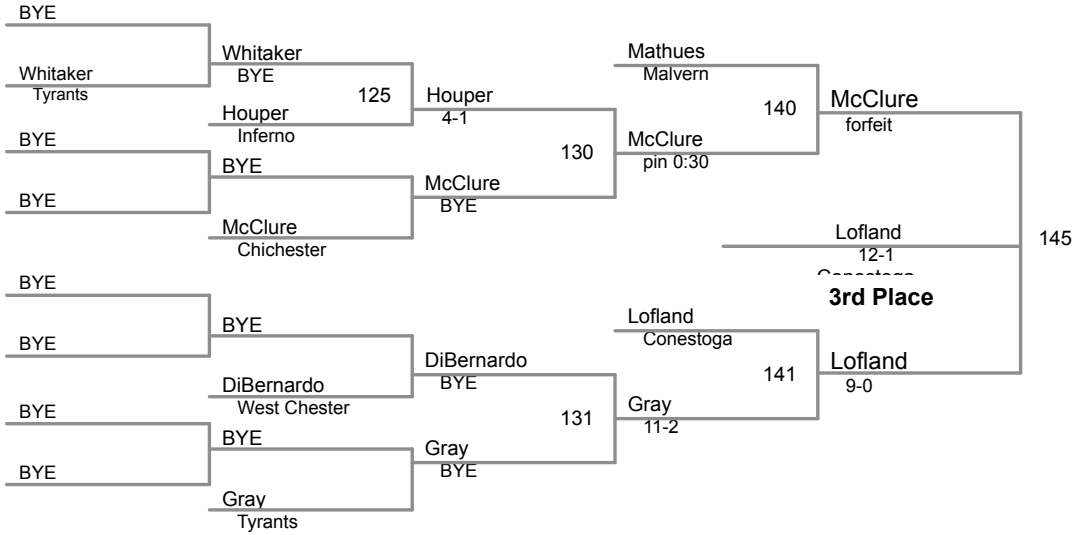 BYE
Whitaker
Tyrants
BYE
BYE
BYE
BYE
BYE
BYE
Whitaker
BYE
125
Houper
Inferno
BYE
McClure
Chichester
BYE
DiBernardo
West Chester
BYE
Gray
Tyrants
Houper
4-1
130
McClure
BYE
DiBernardo
BYE
131
Gray
BYE
Mathues
Malvern
140
McClure
pin 0:30
Lofland
Conestoga
141
Gray
11-2
McClure
forfeit
Lofland
12-1
Conestoga
3rd Place
145
Lofland
9-0